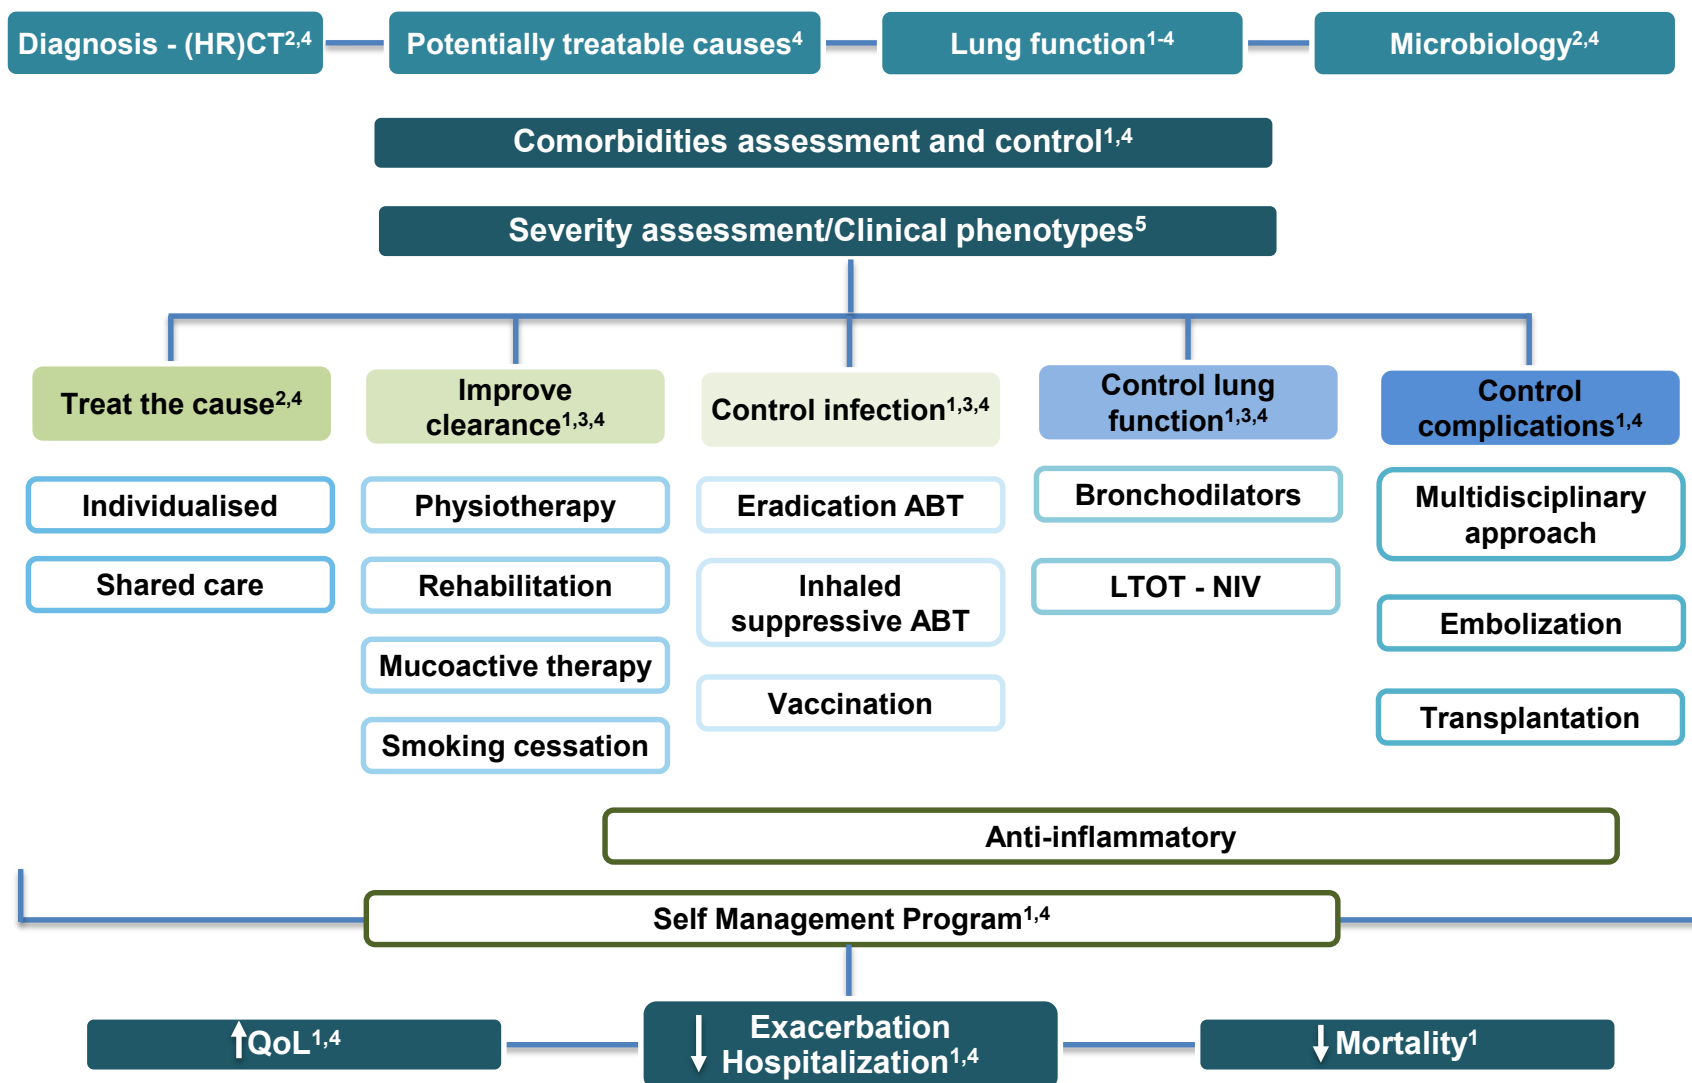 Diagnosis - (HR)CT2,4
Potentially treatable causes4
Lung function1-4
Microbiology2,4
Comorbidities assessment and control1,4
Severity assessment/Clinical phenotypes5
Treat the cause2,4
Individualised
Shared care
Improve
clearance1,3,4
Physiotherapy
Rehabilitation
Mucoactive therapy
Smoking cessation
Control infection1,3,4
Eradication ABT
Inhaled
suppressive ABT
Vaccination
Control lung
function1,3,4
Bronchodilators
LTOT - NIV
Control
complications1,4
Multidisciplinary
approach
Embolization
Transplantation
Anti-inflammatory
Self Management Program1,4
↑QoL1,4
↓ Exacerbation
Hospitalization1,4
↓ Mortality1